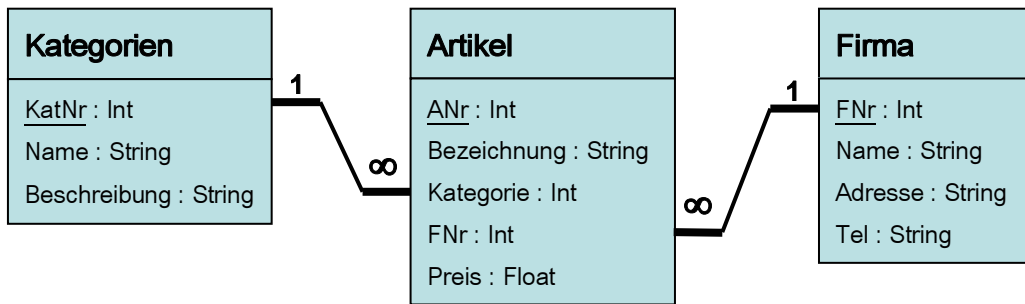 Kategorien
KatNr : Int
Name : String
Beschreibung : String
1
∞
Artikel
ANr : Int
Bezeichnung : String
Kategorie : Int
FNr : Int
Preis : Float
∞
1
Firma
FNr : Int
Name : String
Adresse : String
Tel : String